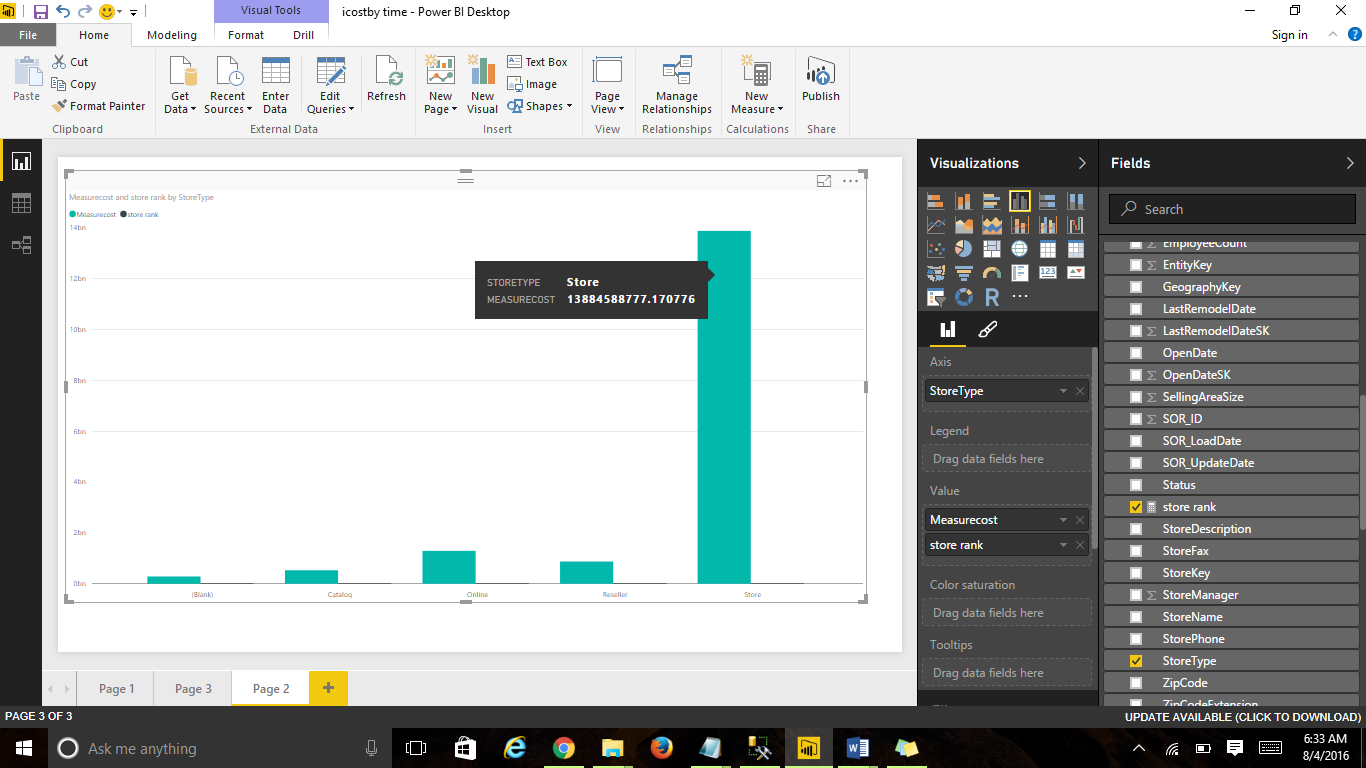 Visual Tools
icostby time - Power BI Desktop
File
Home
Modeling
Format
Drill
Sign in
Paste
Cut
Copy
Format Painter
Clipboard
Get Data
Recent Sources
Enter Data
Edit Queries
Refresh
External Data
New Page
New Visual
Text Box
Image
Shapes
Insert
Page View
View
Manage Relationships
Relationships
New Measure
Calculations
Publish
Share
Measurecost and store rank by StoreType
Measurecost store rank
14bn
12bn
10bn
8bn
6bn
4bn
2bn
0bn
STORETYPE Store
MEASURECOST 13884588777.170776
(Blank) Catalog Online Reseller Store
Visualizations
R
123
Axis
StoreType
Legend
Drag data fields here
Value
Measurecost
store rank
Color saturation
Drag data fields here
Tooltips
Drag data fields here
Fields
Search
EmployeeCount
EntityKey
GeographyKey
LastRemodelDate
LastRemodelDateSK
OpenDate
OpenDateSK
SellingAreaSize
SOR_ID
SOR_LoadDate
SOR_UpdateDate
Status
store rank
StoreDescription
StoreFax
StoreKey
StoreManager
StoreName
StorePhone
StoreType
ZipCode
ZipCodeExtension
Page 1
Page 3
Page 2
PAGE 3 OF 3
UPDATE AVAILABLE (CLICK TO DOWNLOAD)
Ask me anything
6:33 AM
8/4/2016